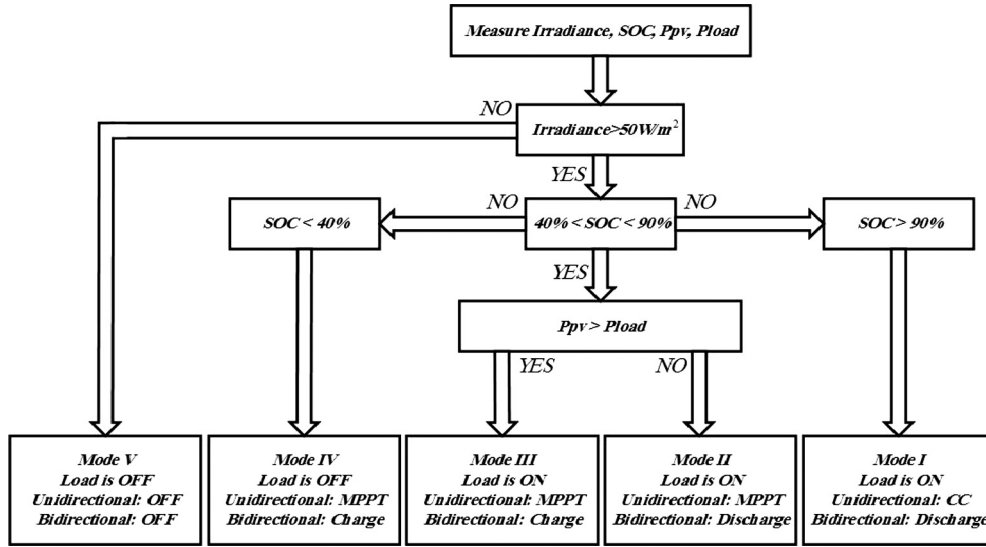 Measure Irradiance, SOC, Ppv, Pload
NO
Irradiance>50W/m²
YES
NO
NO
SOC < 40%
40% < SOC < 90%
SOC > 90%
YES
Ppv > Pload
YES
NO
Mode V
Load is OFF
Unidirectional: OFF
Bidirectional: OFF
Mode IV
Load is OFF
Unidirectional: MPPT
Bidirectional: Charge
Mode III
Load is ON
Unidirectional: MPPT
Bidirectional: Charge
Mode II
Load is ON
Unidirectional: MPPT
Bidirectional: Discharge
Mode I
Load is ON
Unidirectional: CC
Bidirectional: Discharge